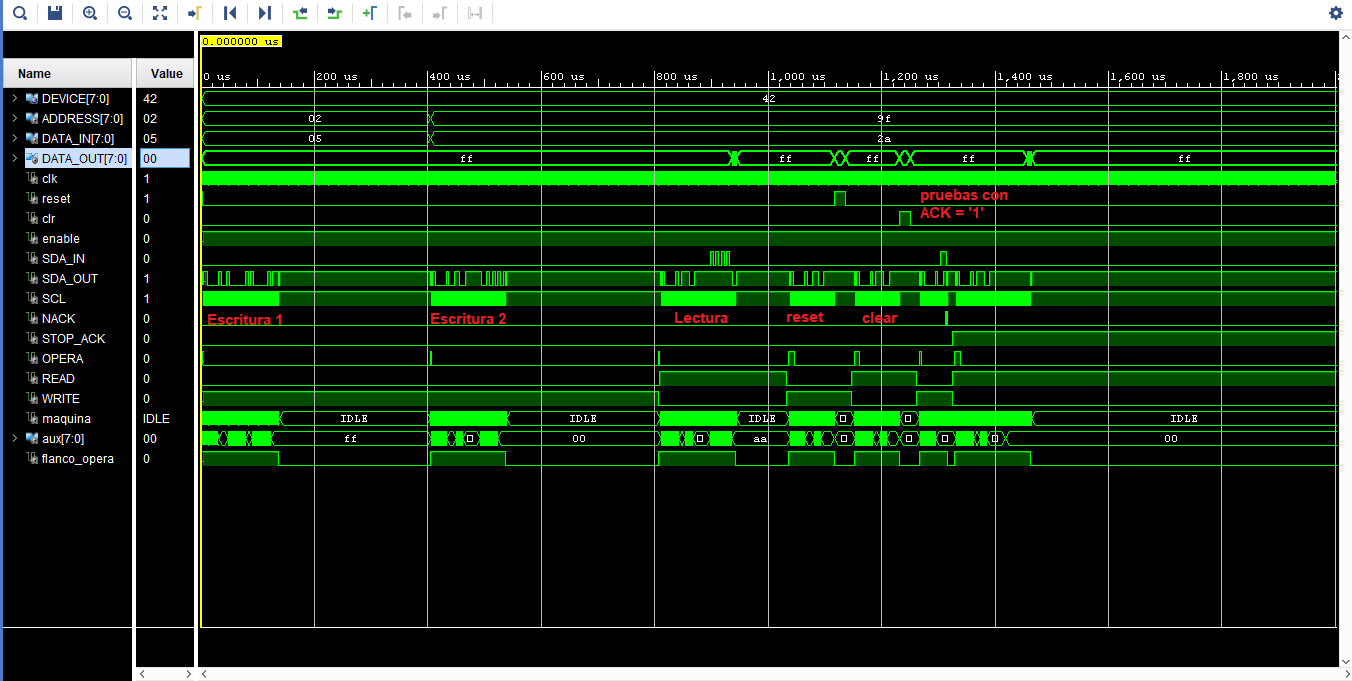 0.000000 us
Name Value
0 us 200 us 400 us 600 us 800 us 1,000 us 1,200 us 1,400 us 1,600 us 1,800 us
DEVICE[7:0] 42 42
ADDRESS[7:0] 02 02 9f
DATA_IN[7:0] 05 05 2a
DATA_OUT[7:0] 00 ff ff ff ff ff
clk 1
reset 1 pruebas con
clr 0 ACK = '1'
enable 0
SDA_IN 0
SDA_OUT 1
SCL 1
NACK 0 Escritura 1 Escritura 2 Lectura reset clear
STOP_ACK 0
OPERA 0
READ 0
WRITE 0
maquina IDLE IDLE IDLE IDLE IDLE
aux[7:0] 00 ff 00 aa 00
flanco_opera 0